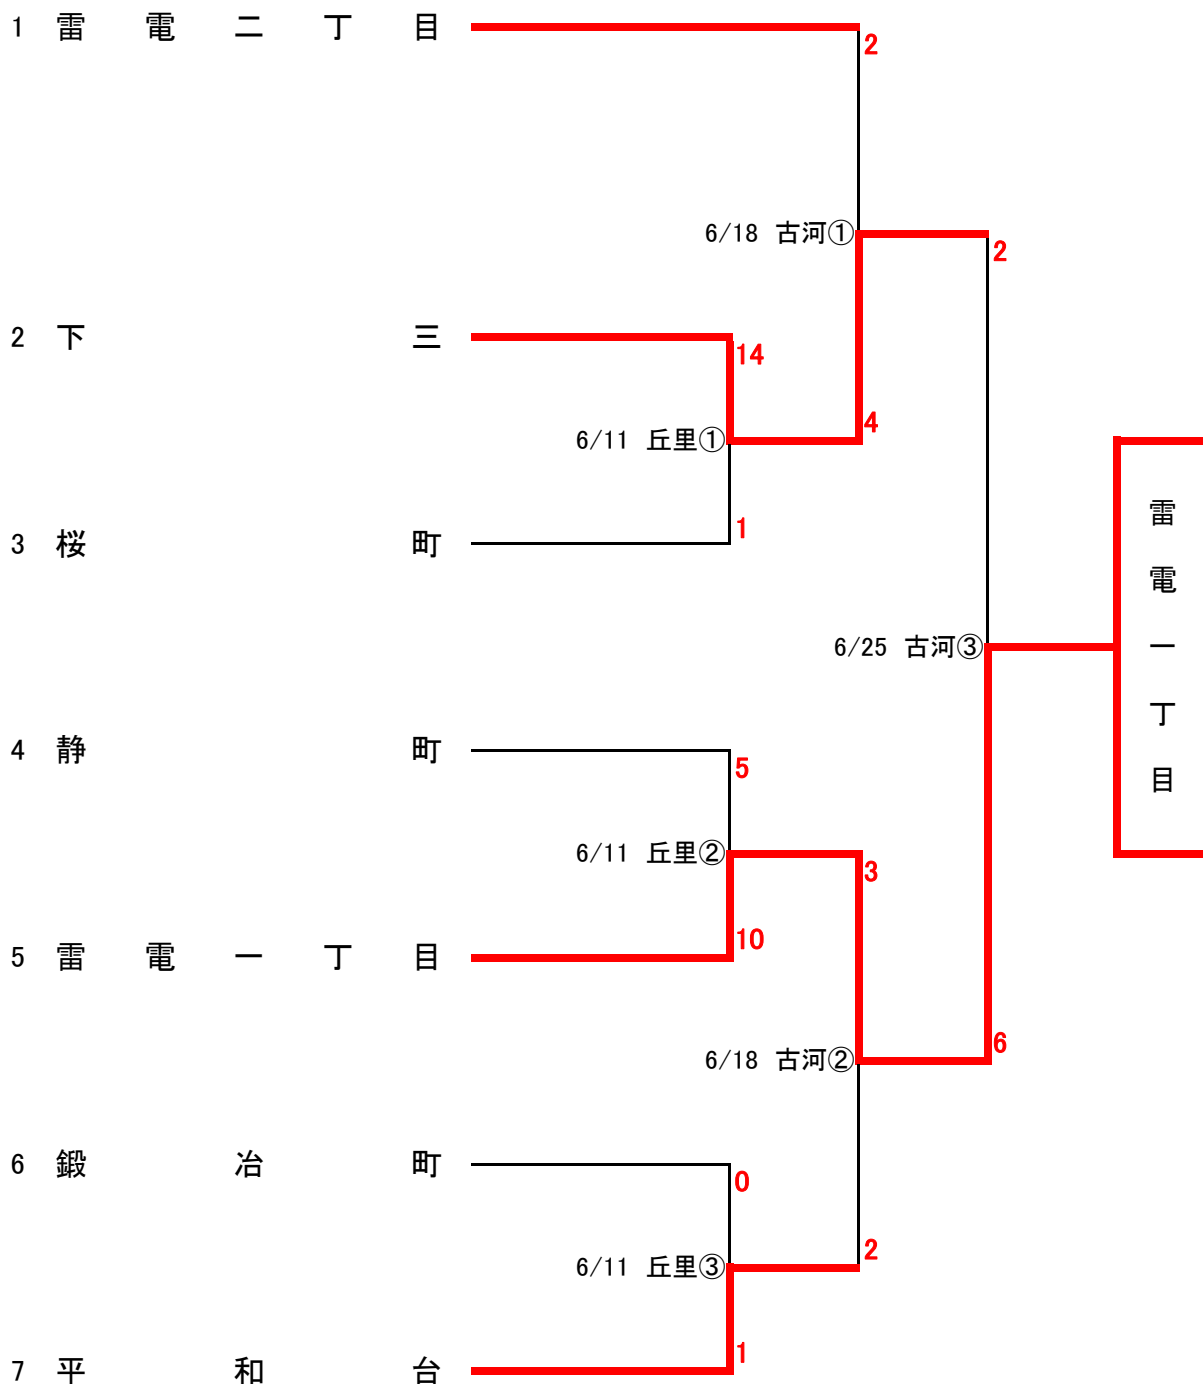 1 雷電二丁目
2
6/18 古河①
2
2 下三
14
6/11 丘里①
4
1
3 桜町
雷電一丁目
6/25 古河③
4 静町
5
6/11 丘里②
3
10
5 雷電一丁目
6/18 古河②
6
6 鍛冶町
0
6/11 丘里③
2
1
7 平和台